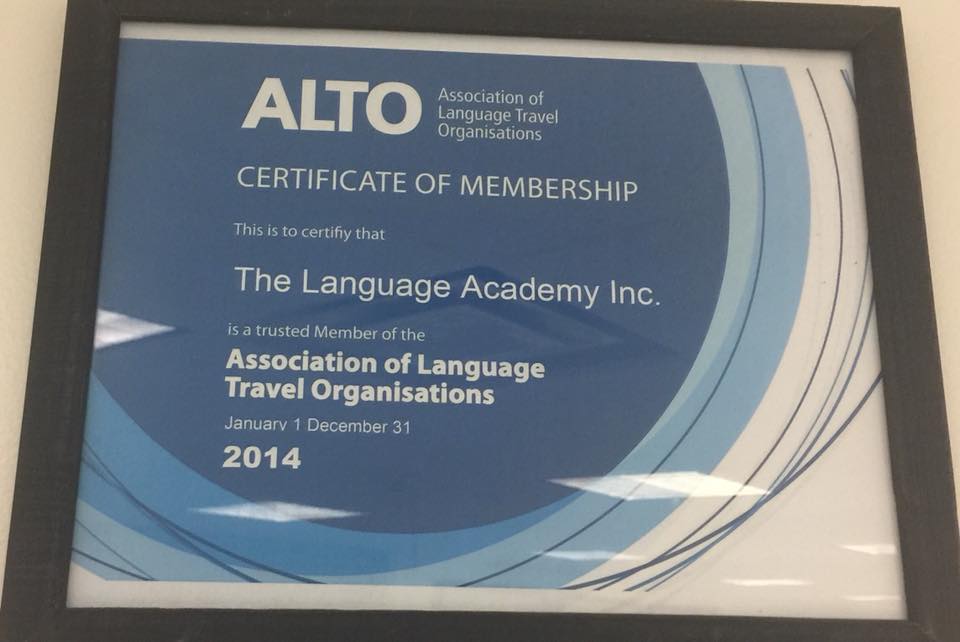 ALTO
Association of
Language Travel
Organisations
CERTIFICATE OF MEMBERSHIP
This is to certifiy that
The Language Academy Inc.
is a trusted Member of the
Association of Language
Travel Organisations
January 1 December 31
2014